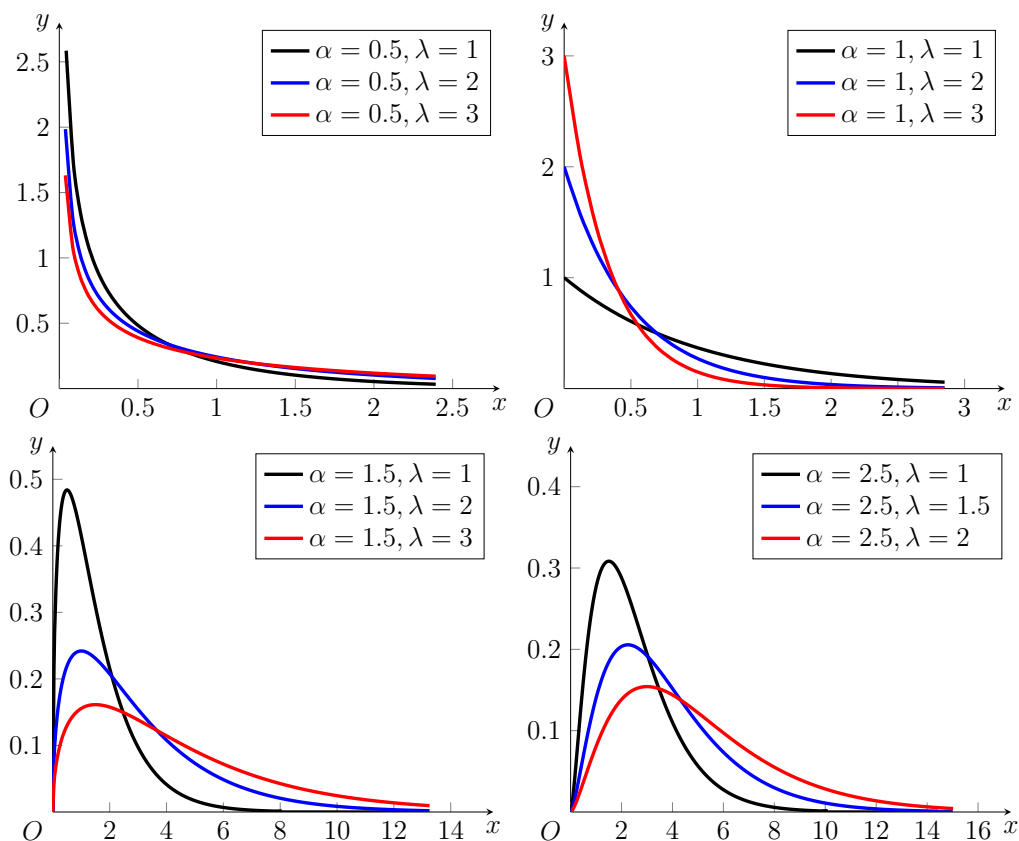 y
2.5
2
1.5
1
0.5
O
0.5 1 1.5 2 2.5 x
α = 0.5, λ = 1
α = 0.5, λ = 2
α = 0.5, λ = 3
y
3
2
1
O
0.5 1 1.5 2 2.5 3 x
α = 1, λ = 1
α = 1, λ = 2
α = 1, λ = 3
y
0.5
0.4
0.3
0.2
0.1
O
2 4 6 8 10 12 14 x
α = 1.5, λ = 1
α = 1.5, λ = 2
α = 1.5, λ = 3
y
0.4
0.3
0.2
0.1
O
2 4 6 8 10 12 14 16 x
α = 2.5, λ = 1
α = 2.5, λ = 1.5
α = 2.5, λ = 2